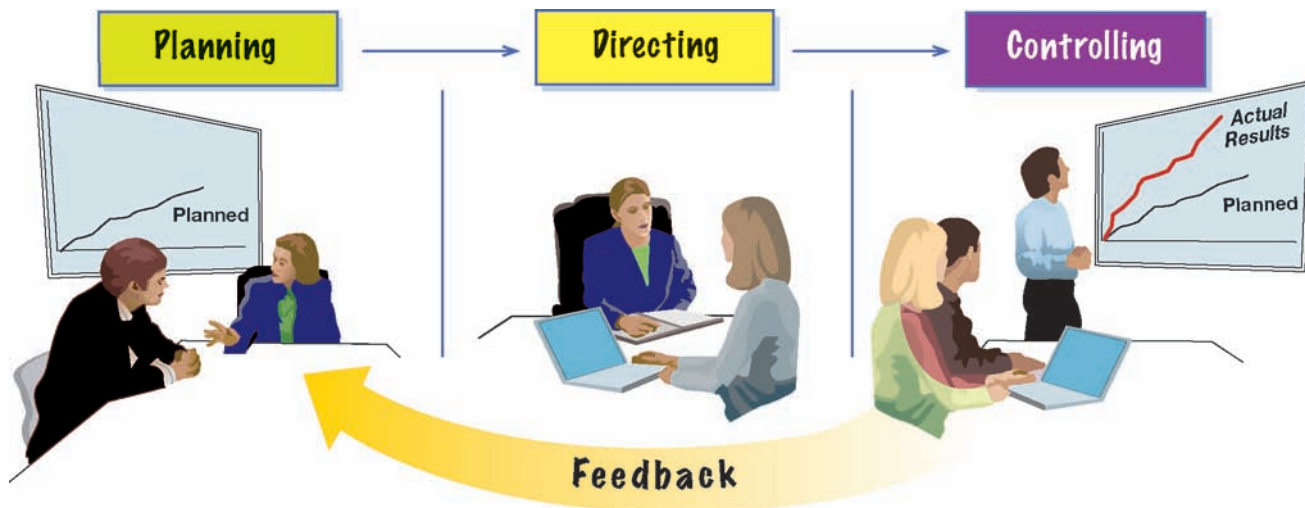 Planning
Directing
Controlling
Planned
Actual
Results
Planned
Feedback